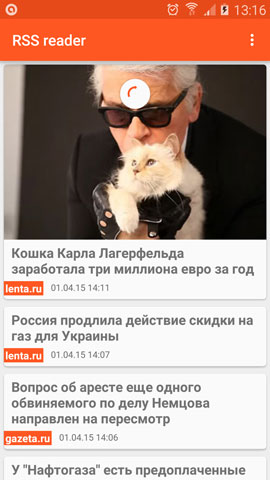 13:16
RSS reader
Кошка Карла Лагерфельда
заработала три миллиона евро за год
lenta.ru 01.04.15 14:11
Россия продлила действие скидки на
газ для Украины
lenta.ru 01.04.15 14:07
Вопрос об аресте еще одного
обвиняемого по делу Немцова
направлен на пересмотр
gazeta.ru 01.04.15 14:06
У "Нафтогаза" есть предоплаченные